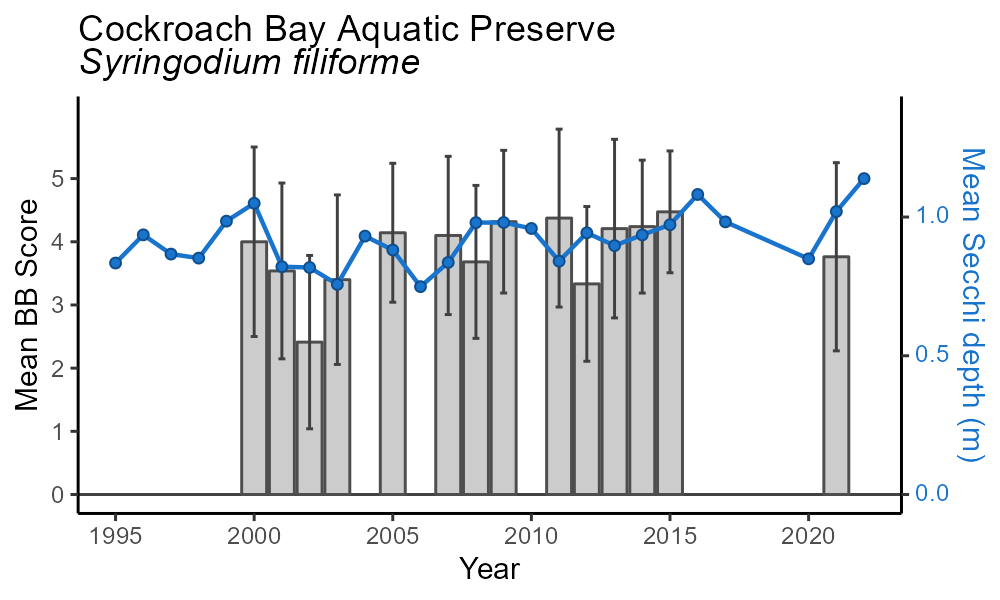 Cockroach Bay Aquatic Preserve
Syringodium filiforme
Mean BB Score
5
4
3
2
1
0
1.0
0.5
0.0
Mean Secchi depth (m)
1995 2000 2005 2010 2015 2020
Year